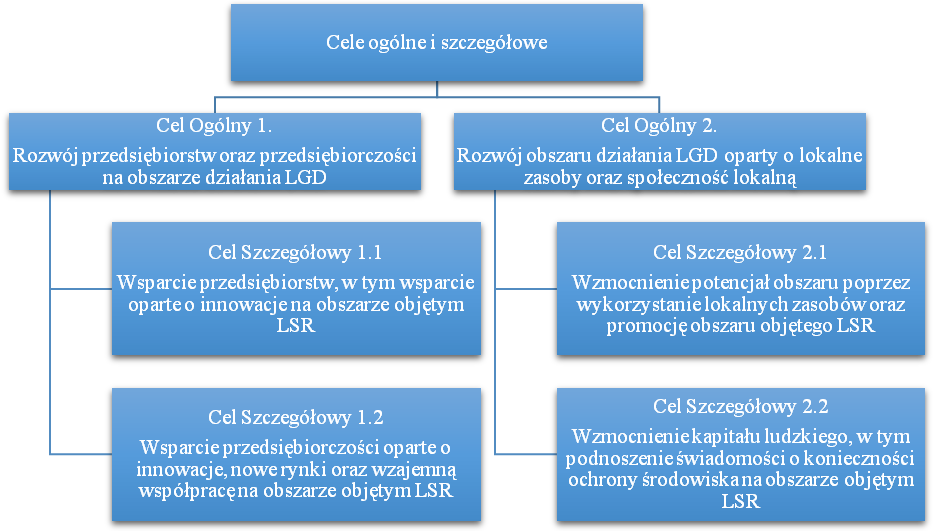 Cele ogólne i szczegółowe
Cel Ogólny 1.
Rozwój przedsiębiorstw oraz przedsiębiorczości
na obszarze działania LGD
Cel Szczegółowy 1.1
Wsparcie przedsiębiorstw, w tym wsparcie
oparte o innowacje na obszarze objętym
LSR
Cel Szczegółowy 1.2
Wsparcie przedsiębiorczości oparte o
innowacje, nowe rynki oraz wzajemną
współpracę na obszarze objętym LSR
Cel Ogólny 2.
Rozwój obszaru działania LGD oparty o lokalne
zasoby oraz społeczność lokalną
Cel Szczegółowy 2.1
Wzmocnienie potencjał obszaru poprzez
wykorzystanie lokalnych zasobów oraz
promocję obszaru objętego LSR
Cel Szczegółowy 2.2
Wzmocnienie kapitału ludzkiego, w tym
podnoszenie świadomości o konieczności
ochrony środowiska na obszarze objętym
LSR